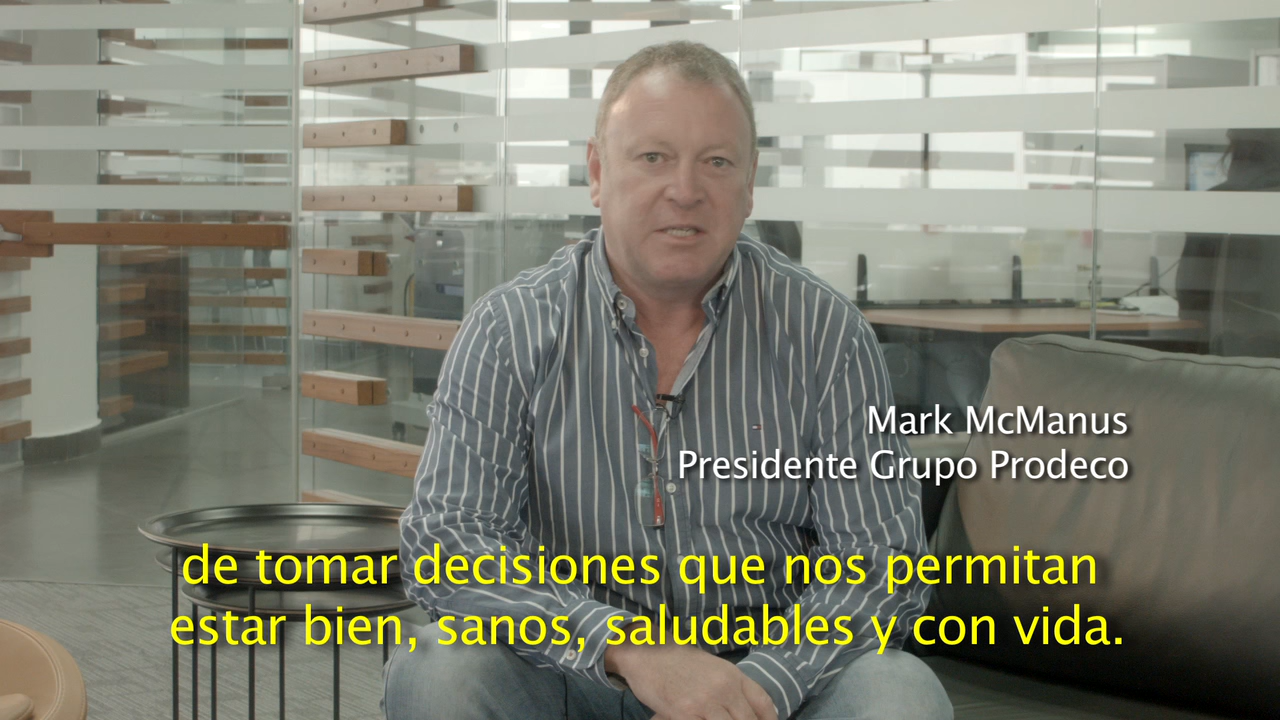 Mark McManus
Presidente Grupo Prodeco
de tomar decisiones que nos permitan
estar bien, sanos, saludables y con vida.